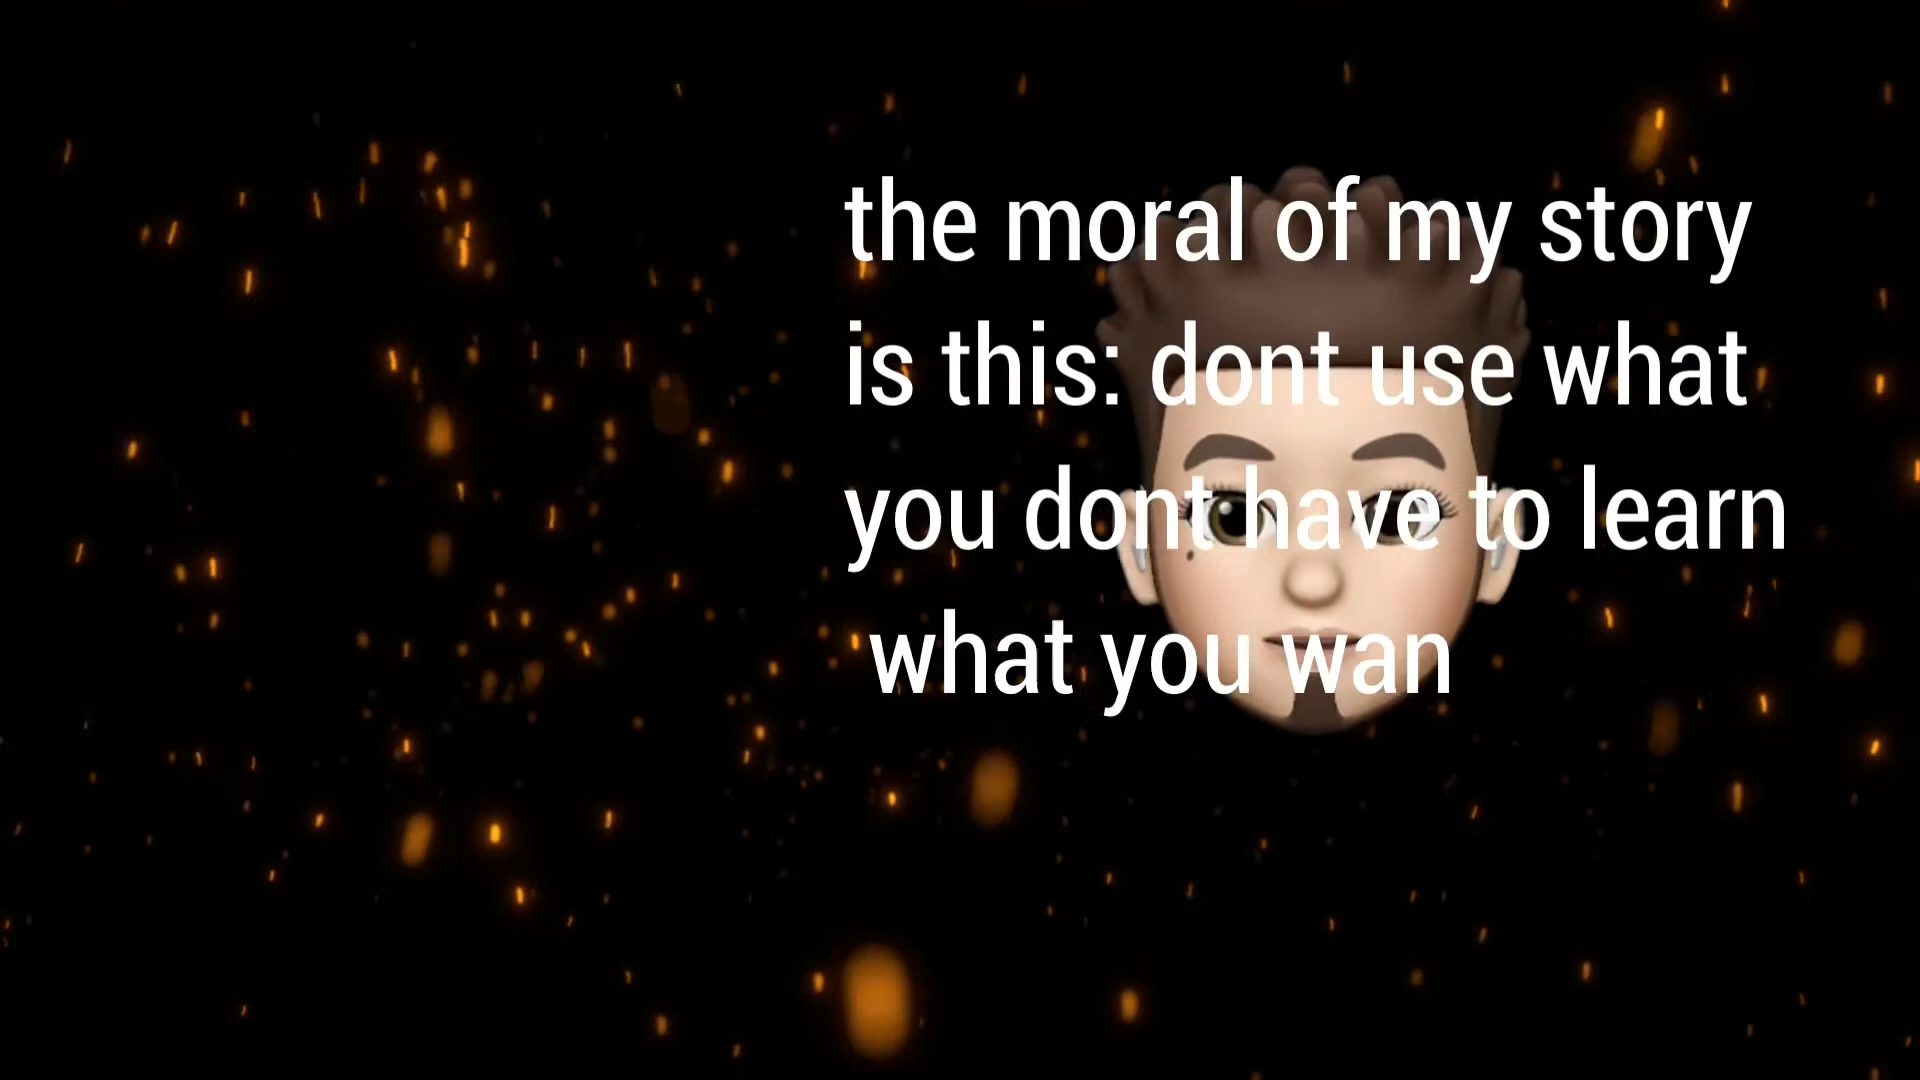 the moral of my story
is this: dont use what
you dont have to learn
what you wan